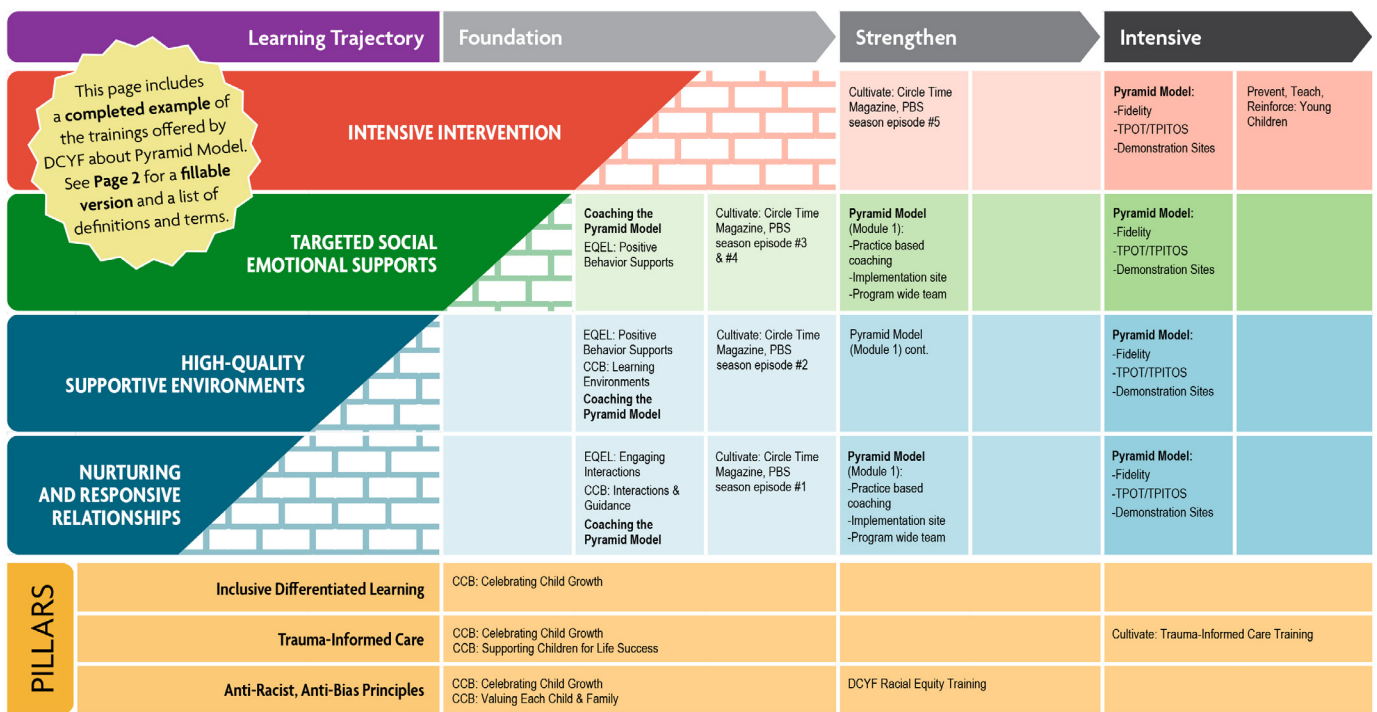 Learning Trajectory
Foundation
Strengthen
Intensive
This page includes
a completed example of
the trainings offered by
DCYF about Pyramid Model.
See Page 2 for a fillable
version and a list of
definitions and terms.
INTENSIVE INTERVENTION
Cultivate: Circle Time
Magazine, PBS
season episode #5
Pyramid Model:
-Fidelity
-TPOT/TPITOS
-Demonstration Sites
Prevent, Teach,
Reinforce: Young
Children
TARGETED SOCIAL
EMOTIONAL SUPPORTS
Coaching the
Pyramid Model
EQEL: Positive
Behavior Supports
Cultivate: Circle Time
Magazine, PBS
season episode #3
& #4
Pyramid Model
(Module 1):
-Practice based
coaching
-Implementation site
-Program wide team
Pyramid Model:
-Fidelity
-TPOT/TPITOS
-Demonstration Sites
HIGH-QUALITY
SUPPORTIVE ENVIRONMENTS
EQEL: Positive
Behavior Supports
CCB: Learning
Environments
Coaching the
Pyramid Model
Cultivate: Circle Time
Magazine, PBS
season episode #2
Pyramid Model
(Module 1) cont.
Pyramid Model:
-Fidelity
-TPOT/TPITOS
-Demonstration Sites
NURTURING
AND RESPONSIVE
RELATIONSHIPS
EQEL: Engaging
Interactions
CCB: Interactions &
Guidance
Coaching the
Pyramid Model
Cultivate: Circle Time
Magazine, PBS
season episode #1
Pyramid Model
(Module 1):
-Practice based
coaching
-Implementation site
-Program wide team
Pyramid Model:
-Fidelity
-TPOT/TPITOS
-Demonstration Sites
PILLARS
Inclusive Differentiated Learning
CCB: Celebrating Child Growth
Trauma-Informed Care
CCB: Celebrating Child Growth
CCB: Supporting Children for Life Success
Cultivate: Trauma-Informed Care Training
Anti-Racist, Anti-Bias Principles
CCB: Celebrating Child Growth
CCB: Valuing Each Child & Family
DCYF Racial Equity Training